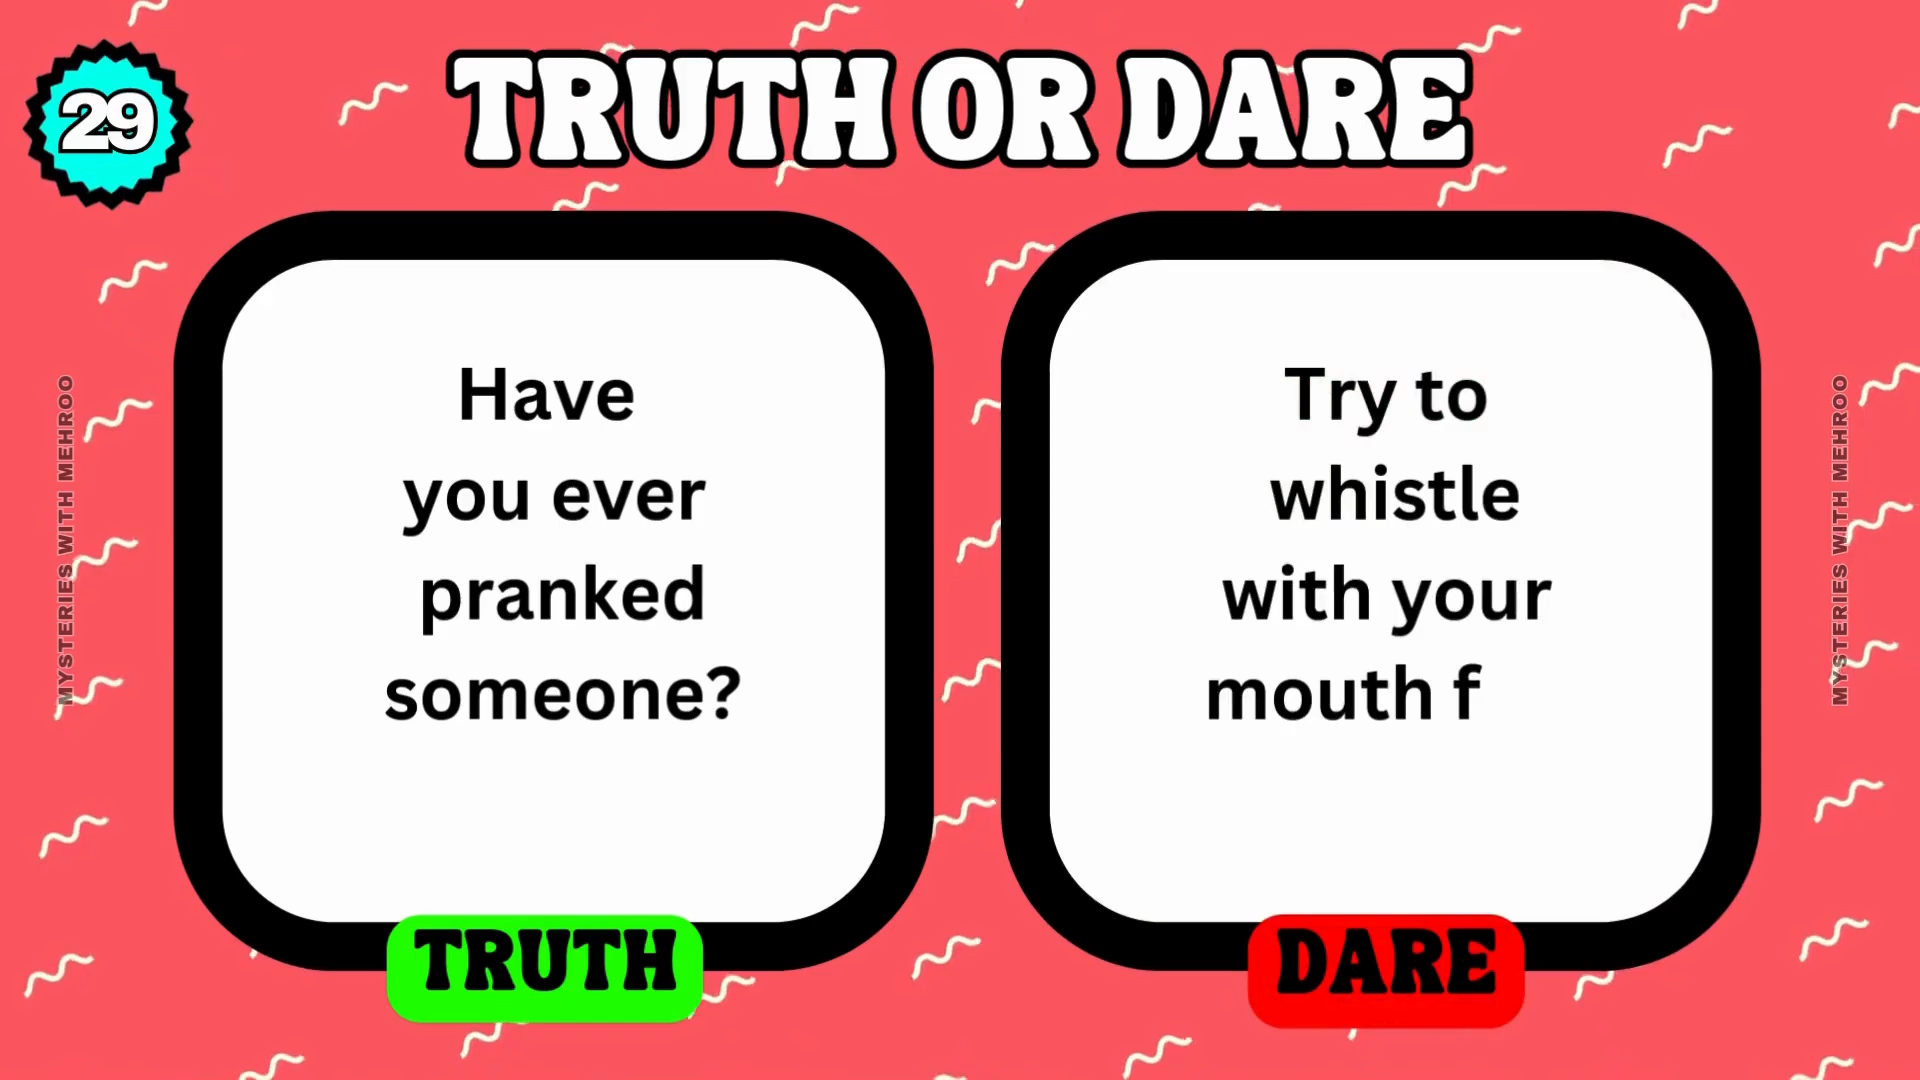 29
TRUTH OR DARE
Have
you ever
pranked
someone?
TRUTH
Try to
whistle
with your
mouth f
DARE
MYSTERIES WITH MEHROO
MYSTERIES WITH MEHROO